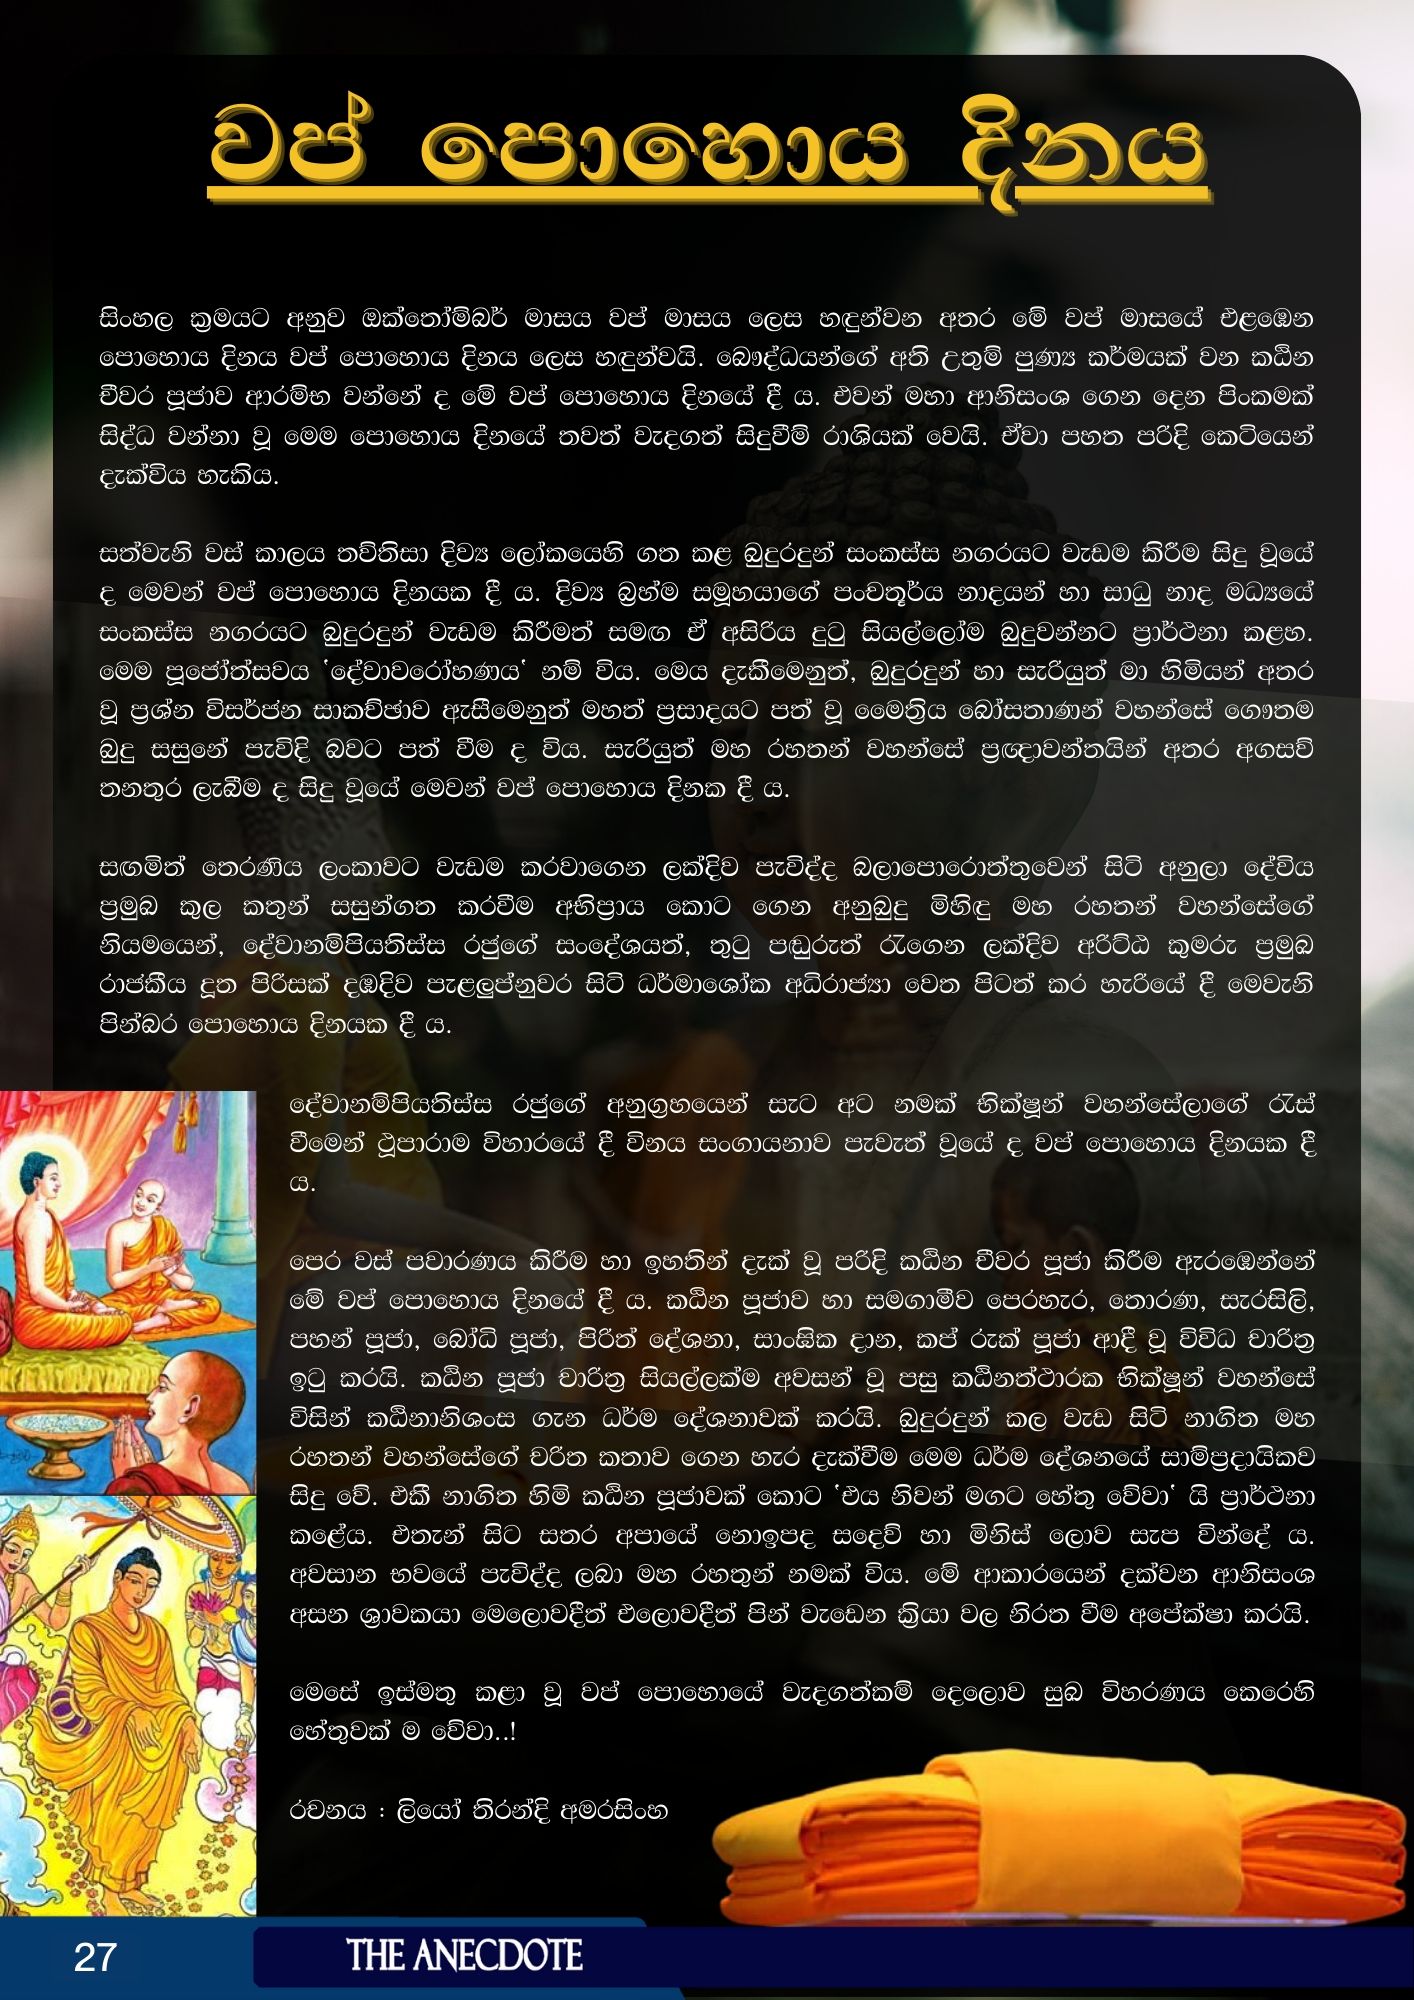 වප් පොහොය දිනය
සිංහල ක්‍රමයට අනුව ඔක්තෝම්බර් මාසය වප් මාසය ලෙස හඳුන්වන අතර මේ වප් මාසයේ එළඹෙන
පොහොය දිනය වප් පොහොය දිනය ලෙස හඳුන්වයි. බෞද්ධයන්ගේ අති උතුම් පුණ්‍ය කර්මයක් වන කඨින
චීවර පූජාව ආරම්භ වන්නේ ද මේ වප් පොහොය දිනයේ දී ය. එවන් මහා ආනිසංශ ගෙන දෙන පිංකමක්
සිද්ධ වන්නා වූ මෙම පොහොය දිනයේ තවත් වැදගත් සිදුවීම් රාශියක් වෙයි. ඒවා පහත පරිදි කෙටියෙන්
දැක්විය හැකිය.
සත්වැනි වස් කාලය තව්තිසා දිව්‍ය ලෝකයෙහි ගත කළ බුදුරදුන් සංකස්ස නගරයට වැඩම කිරීම සිදු වූයේ
ද මෙවන් වප් පොහොය දිනයක දී ය. දිව්‍ය බ්‍රහ්ම සමූහයාගේ පංචතූර්ය නාදයන් හා සාධු නාද මධ්‍යයේ
සංකස්ස නගරයට බුදුරදුන් වැඩම කිරීමත් සමඟ ඒ අසිරිය දුටු සියල්ලෝම බුදුවන්නට ප්‍රාර්ථනා කළහ.
මෙම පූජෝත්සවය ‘දේවාවරෝහණය‘ නම් විය. මෙය දැකීමෙනුත්, බුදුරදුන් හා සැරියුත් මා හිමියන් අතර
වූ ප්‍රශ්න විසර්ජන සාකච්ඡාව ඇසීමෙනුත් මහත් ප්‍රසාදයට පත් වූ මෛත්‍රිය බෝසතාණන් වහන්සේ ගෞතම
බුදු සසුනේ පැවිදි බවට පත් වීම ද විය. සැරියුත් මහ රහතන් වහන්සේ ප්‍රඥාවන්තයින් අතර අගසව්
තනතුර ලැබීම ද සිදු වූයේ මෙවන් වප් පොහොය දිනක දී ය.
සඟමිත් තෙරණිය ලංකාවට වැඩම කරවාගෙන ලක්දිව පැවිද්ද බලාපොරොත්තුවෙන් සිටි අනුලා දේවිය
ප්‍රමුඛ කුල කතුන් සසුන්ගත කරවීම අභිප්‍රාය කොට ගෙන අනුබුදු මිහිඳු මහ රහතන් වහන්සේගේ
නියමයෙන්, දේවානම්පියතිස්ස රජුගේ සංදේශයත්, තුටු පඬුරුත් රැගෙන ලක්දිව අරිට්ඨ කුමරු ප්‍රමුඛ
රාජකීය දූත පිරිසක් දඹදිව පැළලුප්නුවර සිටි ධර්මාශෝක අධිරාජ්‍යා වෙත පිටත් කර හැරියේ දී මෙවැනි
පින්බර පොහොය දිනයක දී ය.
දේවානම්පියතිස්ස රජුගේ අනුග්‍රහයෙන් සැට අට නමක් භික්ෂූන් වහන්සේලාගේ රැස්
වීමෙන් ථූපාරාම විහාරයේ දී විනය සංගායනාව පැවැත් වූයේ ද වප් පොහොය දිනයක දී
ය.
පෙර වස් පවාරණය කිරීම හා ඉහතින් දැක් වූ පරිදි කඨින චීවර පූජා කිරීම ඇරඹෙන්නේ
මේ වප් පොහොය දිනයේ දී ය. කඨින පූජාව හා සමගාමීව පෙරහැර, තොරණ, සැරසිලි,
පහන් පූජා, බෝධි පූජා, පිරිත් දේශනා, සාංඝික දාන, කප් රුක් පූජා ආදී වූ විවිධ චාරිත්‍ර
ඉටු කරයි. කඨින පූජා චාරිත්‍ර සියල්ලක්ම අවසන් වූ පසු කඨිනත්ථාරක භික්ෂූන් වහන්සේ
විසින් කඨිනානිශංස ගැන ධර්ම දේශනාවක් කරයි. බුදුරදුන් කල වැඩ සිටි නාගිත මහ
රහතන් වහන්සේගේ චරිත කතාව ගෙන හැර දැක්වීම මෙම ධර්ම දේශනයේ සාම්ප්‍රදායිකව
සිදු වේ. එකී නාගිත හිමි කඨින පූජාවක් කොට ‘එය නිවන් මගට හේතු වේවා‘ යි ප්‍රාර්ථනා
කළේය. එතැන් සිට සතර අපායේ නොඉපද සදෙව් හා මිනිස් ලොව සැප වින්දේ ය.
අවසාන භවයේ පැවිද්ද ලබා මහ රහතුන් නමක් විය. මේ ආකාරයෙන් දක්වන ආනිසංශ
අසන ශ්‍රාවකයා මෙලොවදීත් එලොවදීත් පින් වැඩෙන ක්‍රියා වල නිරත වීම අපේක්ෂා කරයි.
මෙසේ ඉස්මතු කළා වූ වප් පොහොයේ වැදගත්කම් දෙලොව සුබ විහරණය කෙරෙහි
හේතුවක් ම වේවා..!
රචනය : ලියෝ තිරන්දි අමරසිංහ
27
THE ANECDOTE